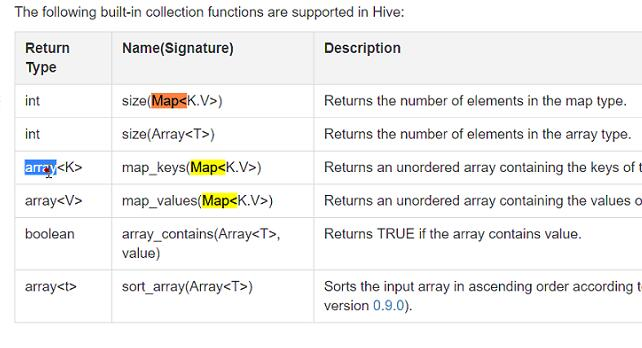 The following built-in collection functions are supported in Hive:
Return Type Name(Signature) Description
int size(Map<K.V>) Returns the number of elements in the map type.
int size(Array<T>) Returns the number of elements in the array type.
array<K> map_keys(Map<K.V>) Returns an unordered array containing the keys of
array<V> map_values(Map<K.V>) Returns an unordered array containing the values
boolean array_contains(Array<T>, value) Returns TRUE if the array contains value.
array<t> sort_array(Array<T>) Sorts the input array in ascending order according
version 0.9.0).